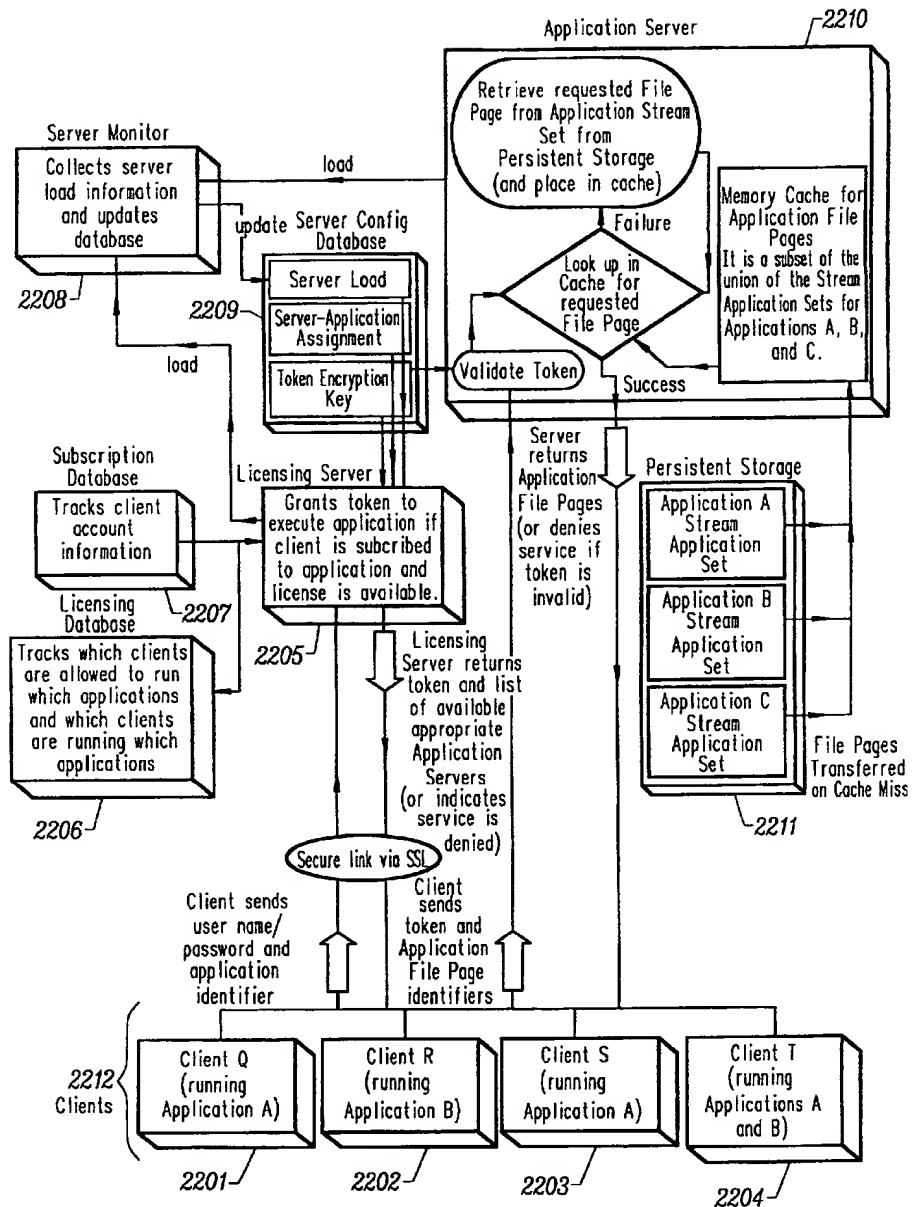 Application Server
2210
Retrieve requested File
Page from Application Stream
Set from
Persistent Storage
(and place in cache)
Failure
Look up in
Cache for
requested
File Page
Success
Memory Cache for
Application File
Pages
It is a subset of the
union of the Stream
Application Sets for
Applications A, B,
and C.
Validate Token
Server Monitor
Collects server
load information
and updates
database
2208
load
update
load
Server Config
Database
2209
Server Load
Server-Application
Assignment
Token Encryption
Key
Subscription
Database
Tracks client
account
information
2207
Licensing
Database
Tracks which clients
are allowed to run
which applications
and which clients
are running which
applications
2206
Licensing Server
Grants token to
execute application if
client is subcribed
to application and
license is available.
2205
Server
returns
Application
File Pages
(or denies
service if
token is
invalid)
Persistent Storage
Application A
Stream
Application
Set
Application B
Stream
Application
Set
Application C
Stream
Application
Set
2211
File Pages
Transferred
on Cache Miss
Licensing
Server returns
token and list
of available
appropriate
Application
Servers
(or indicates
service is
denied)
Secure link via SSL
Client sends
user name/
password and
application
identifier
Client
sends
token and
Application
File Page
identifiers
2212
Clients
Client Q
(running
Application A)
2201
Client R
(running
Application B)
2202
Client S
(running
Application A)
2203
Client T
(running
Applications A
and B)
2204